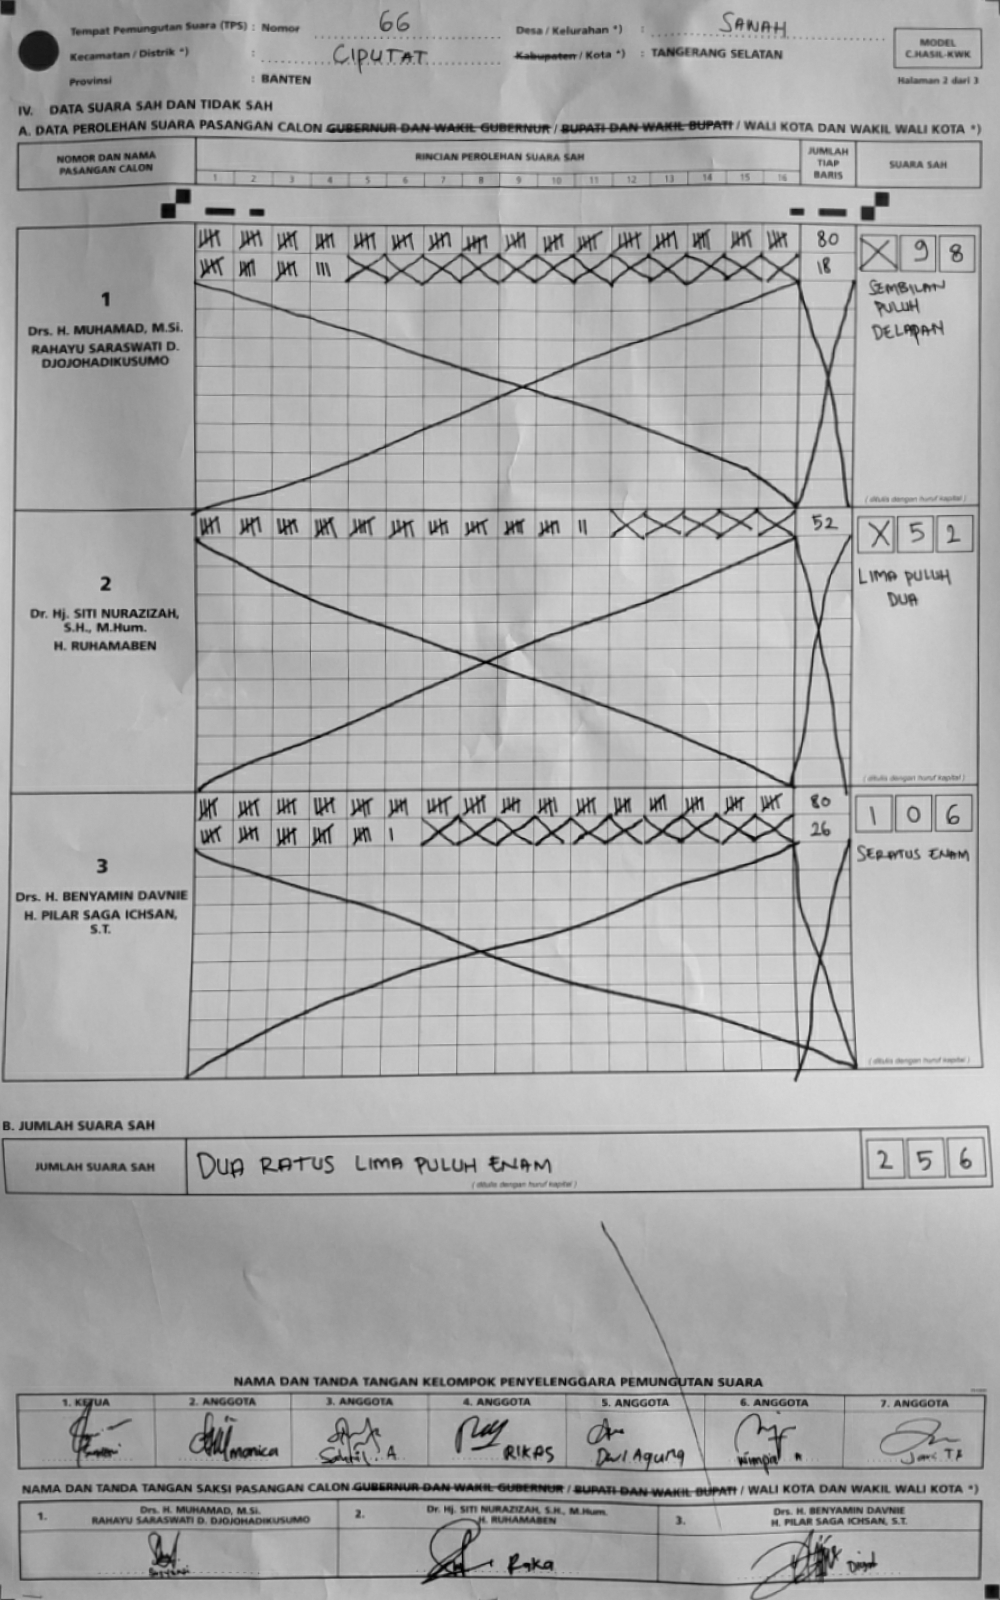 Tempat Pemungutan Suara (TPS) : Nomor 66 Desa / Kelurahan *) : SAWAH
Kecamatan / Distrik *) : CIPUTAT Kabupaten / Kota *) : TANGERANG SELATAN
Provinsi : BANTEN
MODEL
C.HASIL-KWK
Halaman 2 dari 3
IV. DATA SUARA SAH DAN TIDAK SAH
A. DATA PEROLEHAN SUARA PASANGAN CALON GUBERNUR DAN WAKIL GUBERNUR / BUPATI DAN WAKIL BUPATI / WALI KOTA DAN WAKIL WALI KOTA *)
NOMOR DAN NAMA
PASANGAN CALON
RINCIAN PEROLEHAN SUARA SAH
1 2 3 4 5 6 7 8 9 10 11 12 13 14 15 16
JUMLAH
TIAP
BARIS
SUARA SAH
1
Drs. H. MUHAMAD, M.Si.
RAHAYU SARASWATI D.
DJOJOHADIKUSUMO
80
18
X 9 8
SEMBILAN
PULUH
DELAPAN
( ditulis dengan huruf kapital )
2
Dr. Hj. SITI NURAZIZAH,
S.H., M.Hum.
H. RUHAMABEN
52
X 5 2
LIMA PULUH
DUA
( ditulis dengan huruf kapital )
3
Drs. H. BENYAMIN DAVNIE
H. PILAR SAGA ICHSAN,
S.T.
80
26
1 0 6
SERATUS ENAM
( ditulis dengan huruf kapital )
B. JUMLAH SUARA SAH
JUMLAH SUARA SAH DUA RATUS LIMA PULUH ENAM 2 5 6
( ditulis dengan huruf kapital )
NAMA DAN TANDA TANGAN KELOMPOK PENYELENGGARA PEMUNGUTAN SUARA
1. KETUA 2. ANGGOTA 3. ANGGOTA 4. ANGGOTA 5. ANGGOTA 6. ANGGOTA 7. ANGGOTA
monica RIKAS Dwi Agung
NAMA DAN TANDA TANGAN SAKSI PASANGAN CALON GUBERNUR DAN WAKIL GUBERNUR / BUPATI DAN WAKIL BUPATI / WALI KOTA DAN WAKIL WALI KOTA *)
1. Drs. H. MUHAMAD, M.Si.
RAHAYU SARASWATI D. DJOJOHADIKUSUMO
2. Dr. Hj. SITI NURAZIZAH, S.H., M.Hum.
H. RUHAMABEN
3. Drs. H. BENYAMIN DAVNIE
H. PILAR SAGA ICHSAN, S.T.
Raka